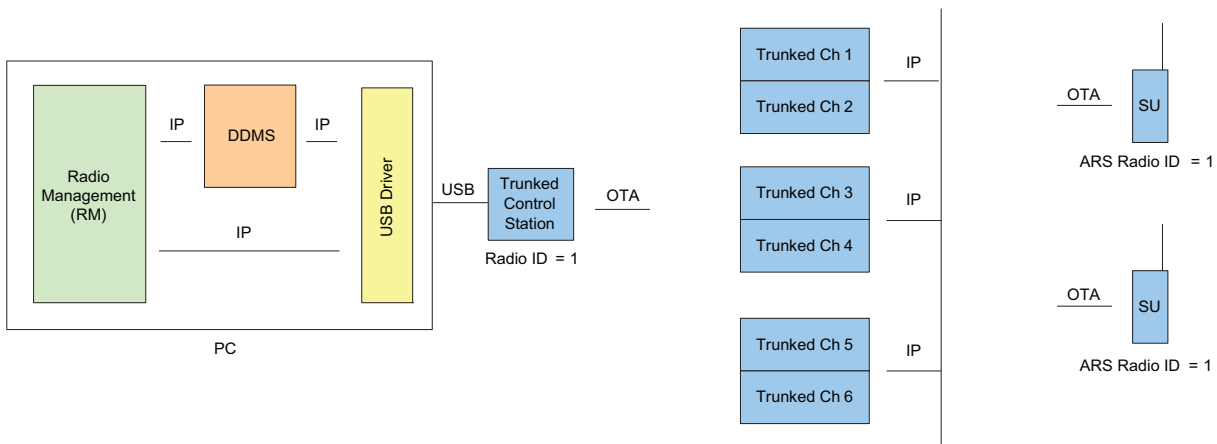 Radio
Management
(RM)
IP
DDMS
IP
IP
USB Driver
PC
USB
Trunked
Control
Station
Radio ID = 1
OTA
Trunked Ch 1
Trunked Ch 2
IP
Trunked Ch 3
Trunked Ch 4
IP
Trunked Ch 5
Trunked Ch 6
IP
OTA
SU
ARS Radio ID = 1
OTA
SU
ARS Radio ID = 1